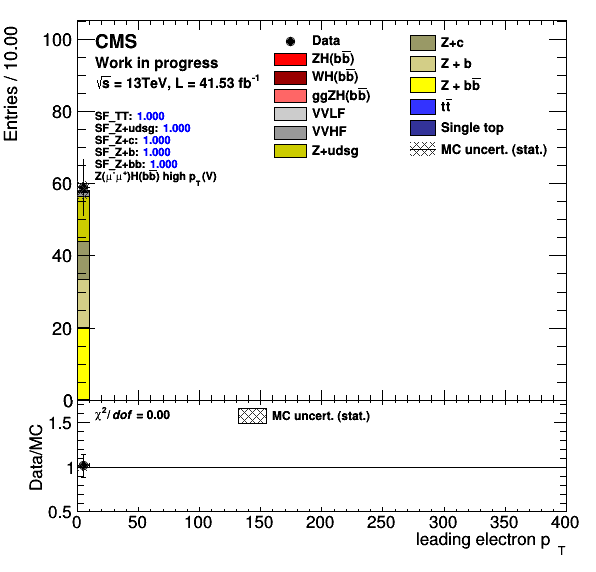 Entries / 10.00
100
80
60
40
20
0
CMS
Work in progress
√s = 13TeV, L = 41.53 fb⁻¹
SF_TT: 1.000
SF_Z+udsg: 1.000
SF_Z+c: 1.000
SF_Z+b: 1.000
SF_Z+bb: 1.000
Z(μ⁻μ⁺)H(bb̅) high p_T(V)
Data
ZH(bb̅)
WH(bb̅)
ggZH(bb̅)
VVLF
VVHF
Z+udsg
Z+c
Z + b
Z + bb̅
tt̅
Single top
MC uncert. (stat.)
Data/MC
1.5
1
0.5
χ²/dof = 0.00
MC uncert. (stat.)
0 50 100 150 200 250 300 350 400
leading electron p_T